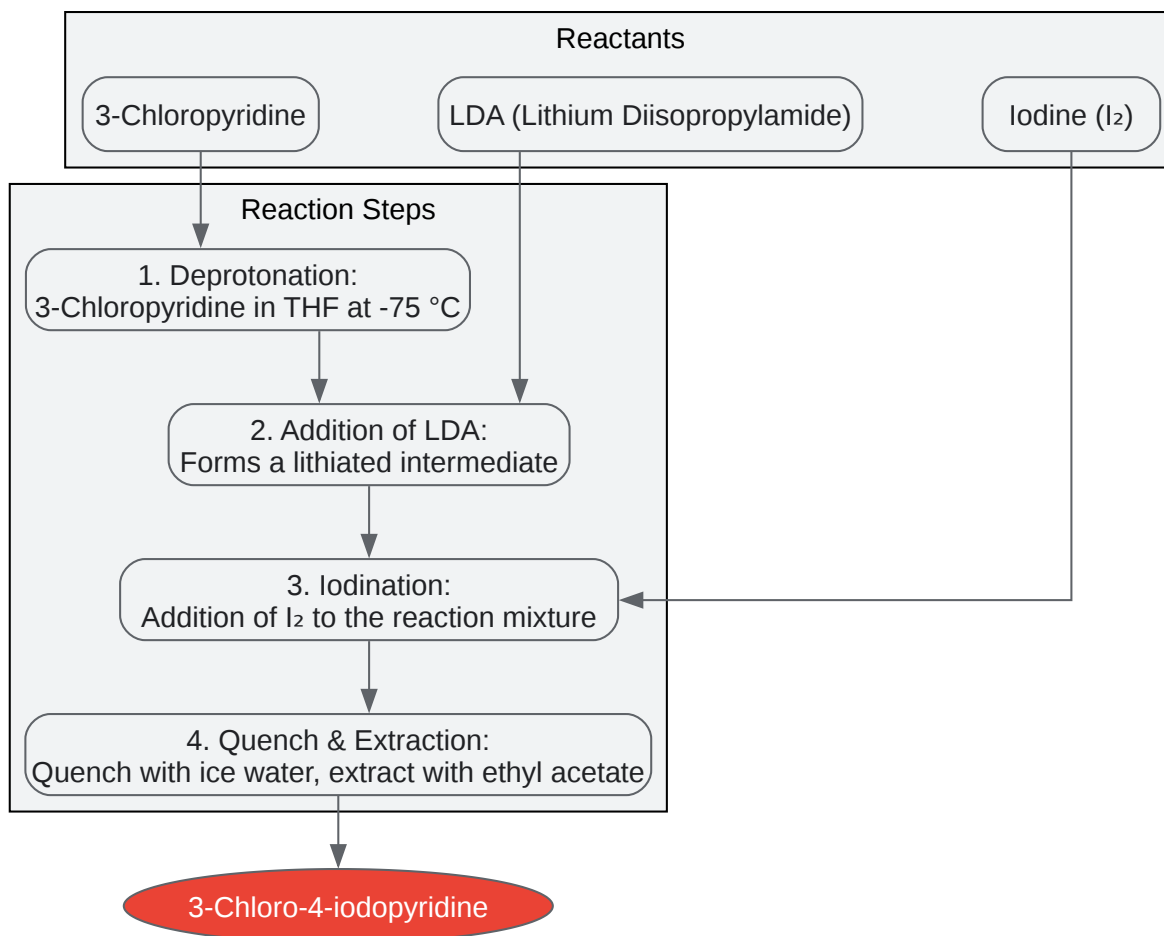 Reactants
3-Chloropyridine
LDA (Lithium Diisopropylamide)
Iodine (I₂)
Reaction Steps
1. Deprotonation:
3-Chloropyridine in THF at -75 °C
2. Addition of LDA:
Forms a lithiated intermediate
3. Iodination:
Addition of I₂ to the reaction mixture
4. Quench & Extraction:
Quench with ice water, extract with ethyl acetate
3-Chloro-4-iodopyridine